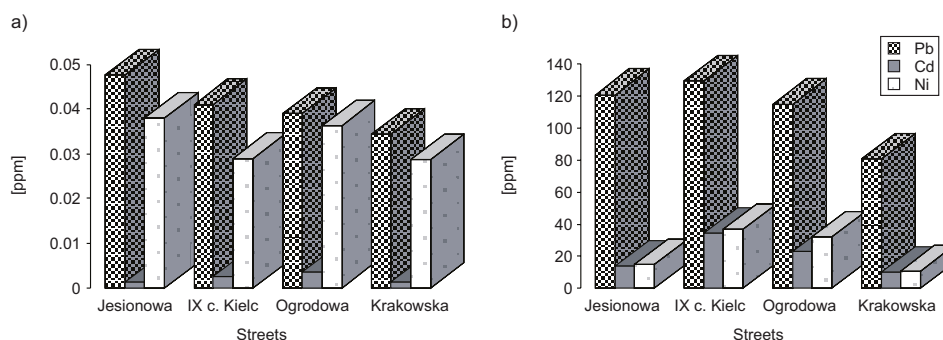 a)
0.05
0.04
0.03
0.02
0.01
0
[ppm]
Jesionowa IX c. Kielc Ogrodowa Krakowska
Streets
b)
140
120
100
80
60
40
20
0
[ppm]
Jesionowa IX c. Kielc Ogrodowa Krakowska
Streets
Pb
Cd
Ni